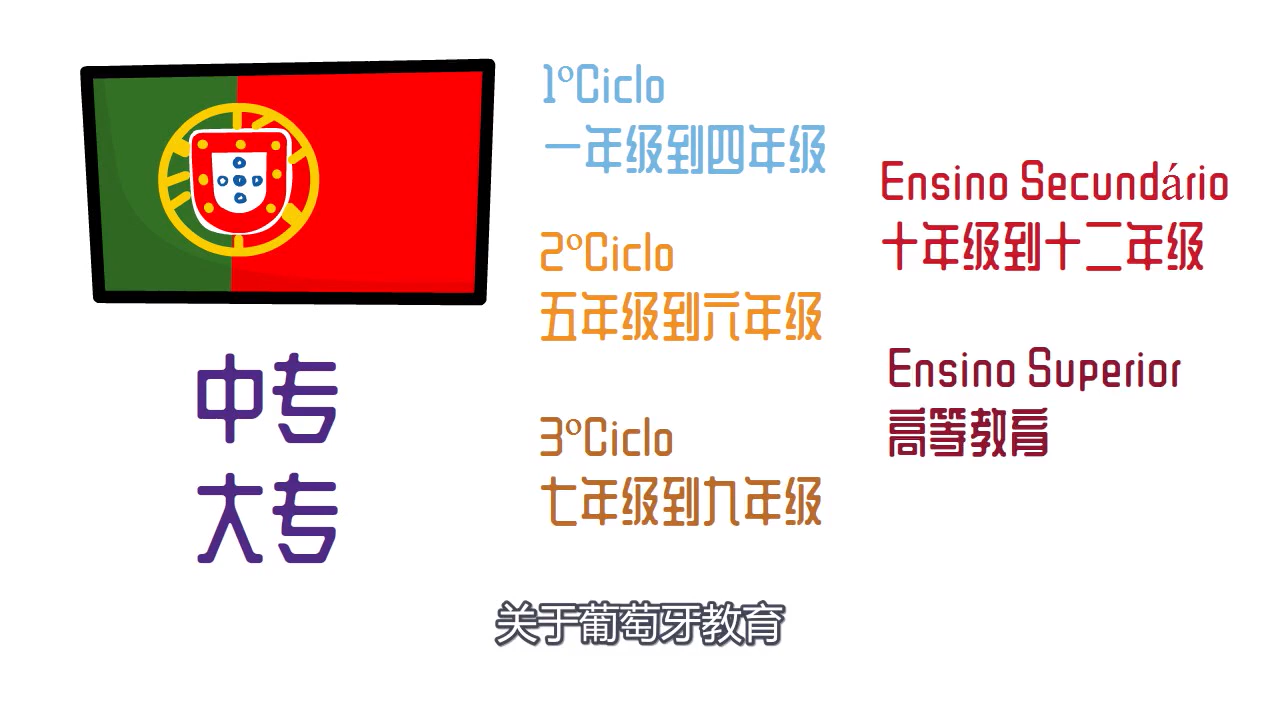 1ºCiclo
一年级到四年级
2ºCiclo
五年级到六年级
3ºCiclo
七年级到九年级
Ensino Secundário
十年级到十二年级
Ensino Superior
高等教育
中专
大专
关于葡萄牙教育